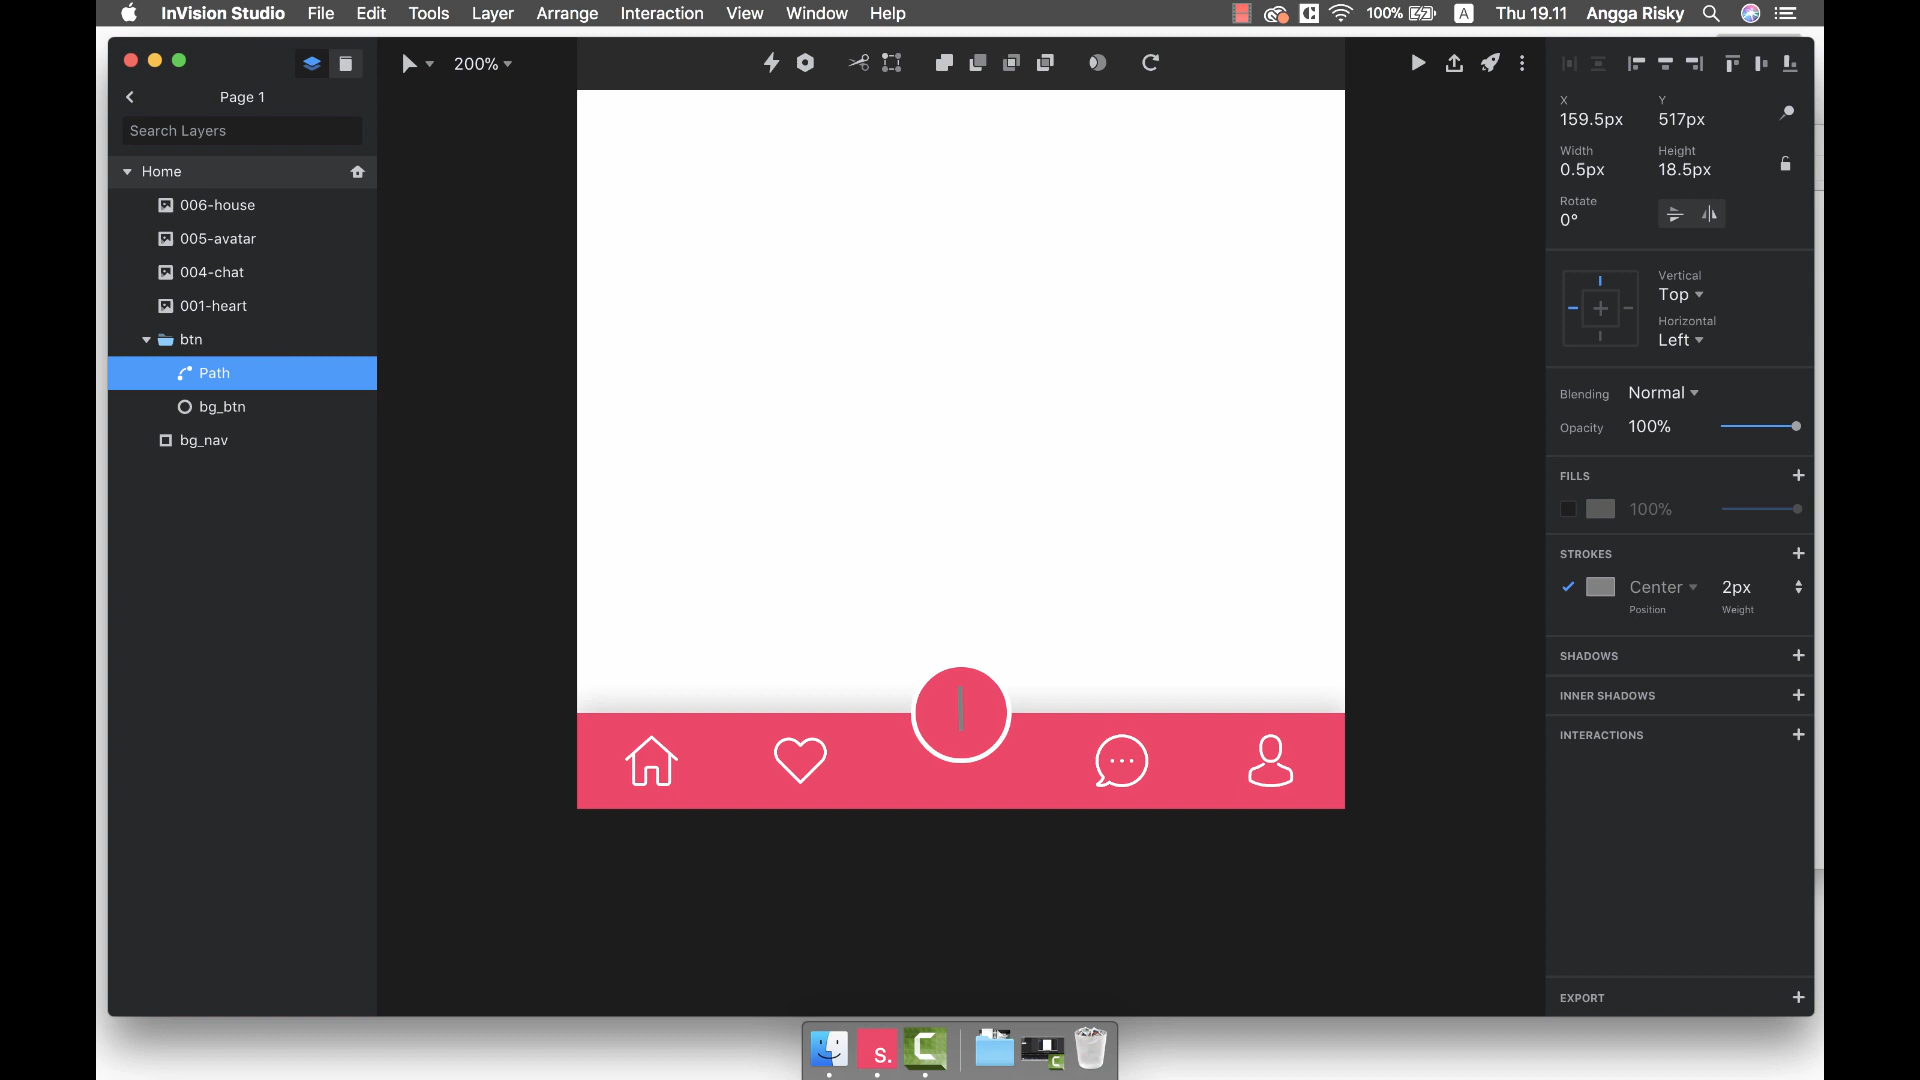 InVision Studio File Edit Tools Layer Arrange Interaction View Window Help 100% A Thu 19.11 Angga Risky
200%
Page 1
Search Layers
Home
006-house
005-avatar
004-chat
001-heart
btn
Path
bg_btn
bg_nav
X Y
159.5px 517px
Width Height
0.5px 18.5px
Rotate
0°
Vertical
Top
Horizontal
Left
Blending Normal
Opacity 100%
FILLS
100%
STROKES
Center 2px
Position Weight
SHADOWS
INNER SHADOWS
INTERACTIONS
EXPORT
s.
C
C